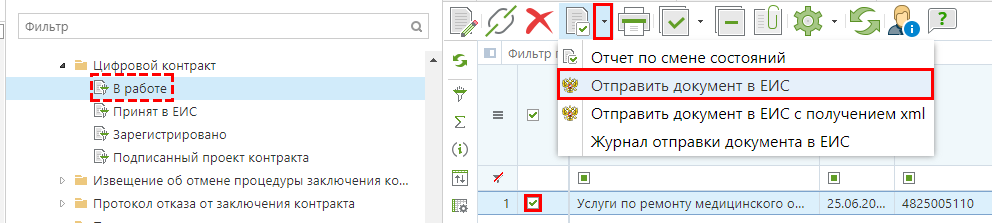 Фильтр
Цифровой контракт
В работе
Принят в ЕИС
Зарегистрировано
Подписанный проект контракта
Извещение об отмене процедуры заключения ко...
Протокол отказа от заключения контракта
Фильтр
Отчет по смене состояний
Отправить документ в ЕИС
Отправить документ в ЕИС с получением xml
Журнал отправки документа в ЕИС
1 Услуги по ремонту медицинского о... 25.06.20... 4825005110